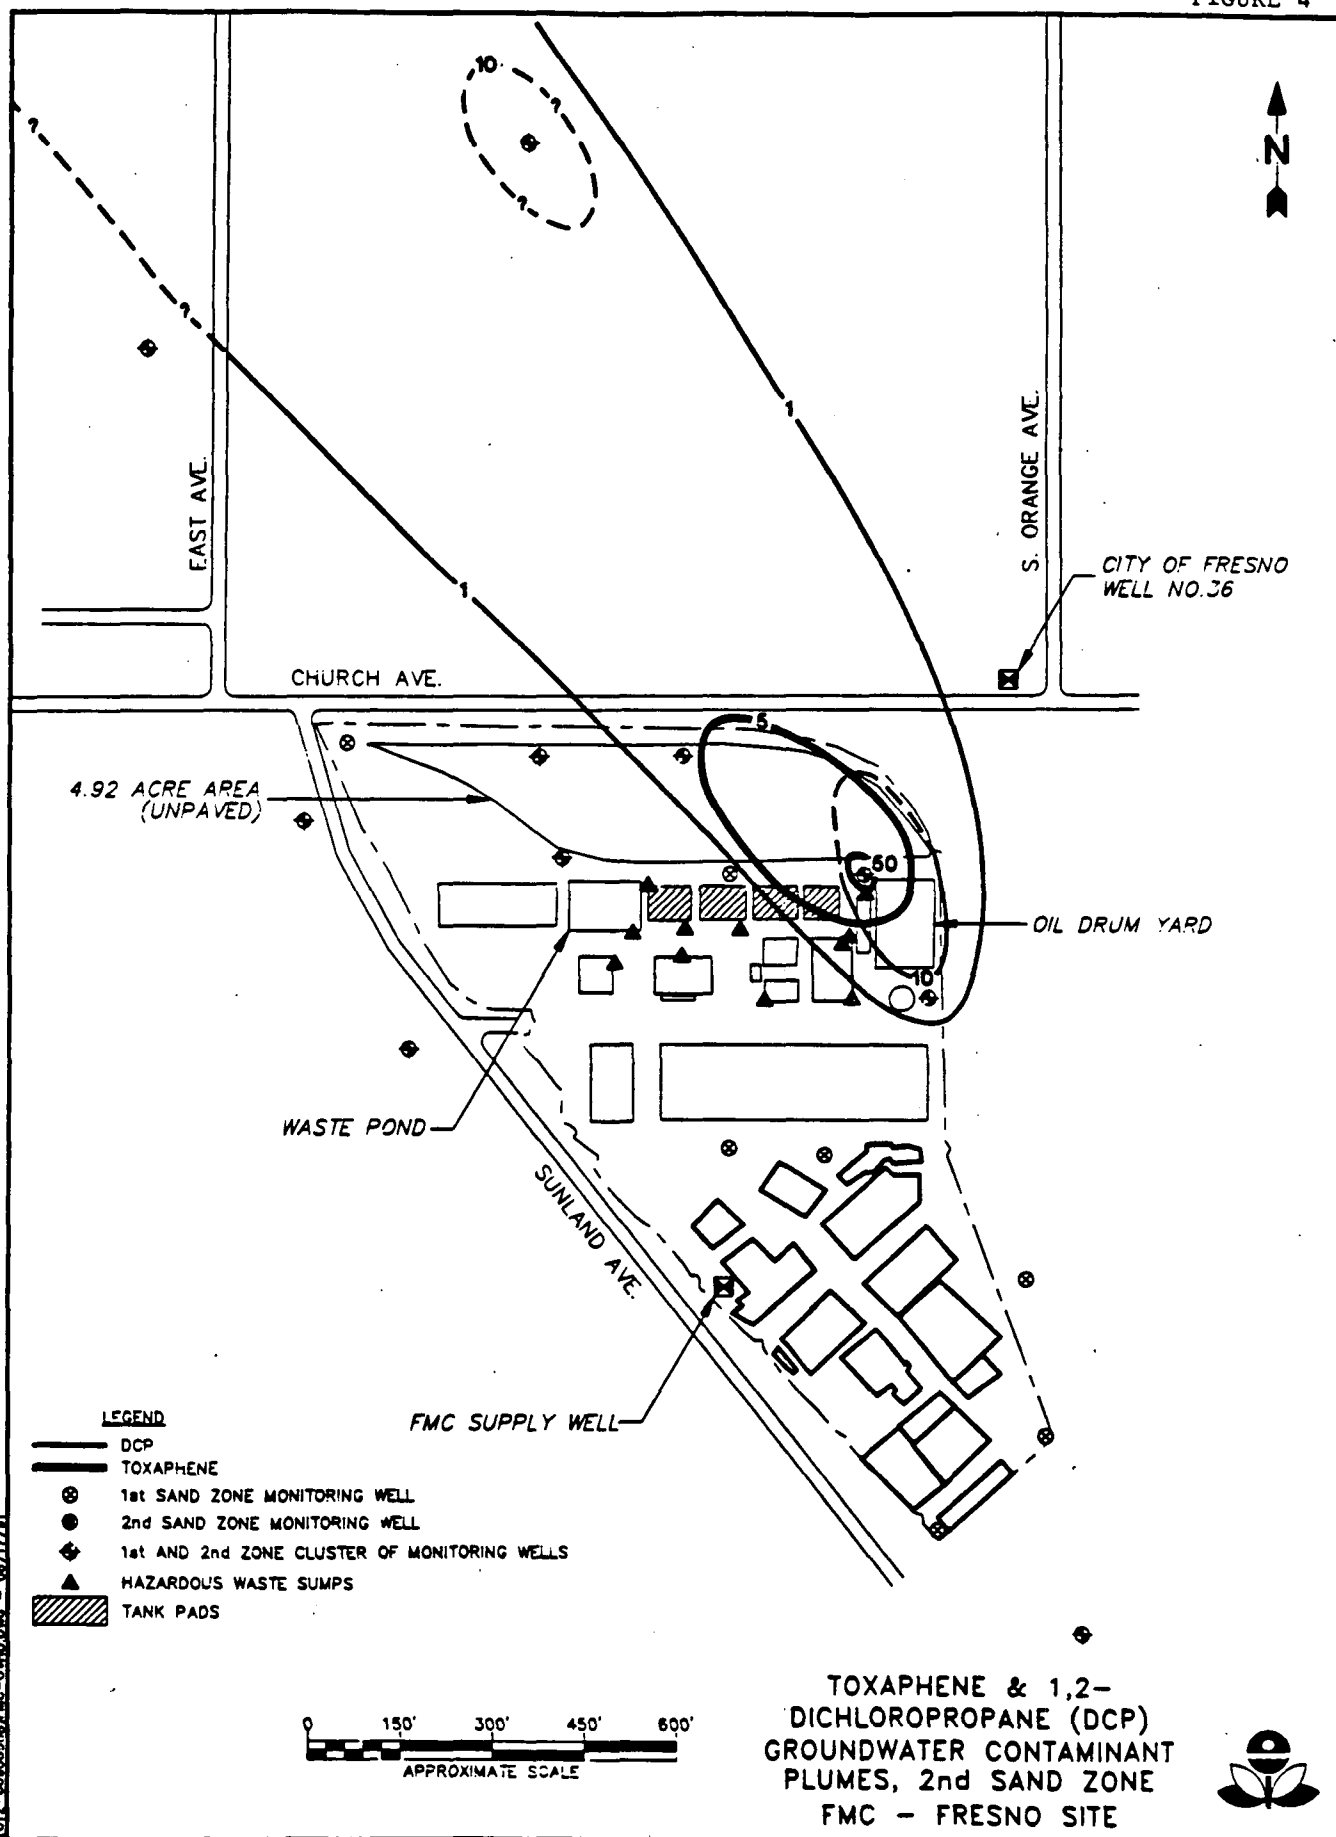 FIGURE 4
10
?
?
?
?
N
1
1
EAST AVE.
S. ORANGE AVE.
CITY OF FRESNO
WELL NO.36
CHURCH AVE.
5
4.92 ACRE AREA
(UNPAVED)
50
OIL DRUM YARD
10
WASTE POND
SUNLAND AVE.
FMC SUPPLY WELL
LEGEND
DCP
TOXAPHENE
1st SAND ZONE MONITORING WELL
2nd SAND ZONE MONITORING WELL
1st AND 2nd ZONE CLUSTER OF MONITORING WELLS
HAZARDOUS WASTE SUMPS
TANK PADS
0 150' 300' 450' 600'
APPROXIMATE SCALE
TOXAPHENE & 1,2-
DICHLOROPROPANE (DCP)
GROUNDWATER CONTAMINANT
PLUMES, 2nd SAND ZONE
FMC - FRESNO SITE